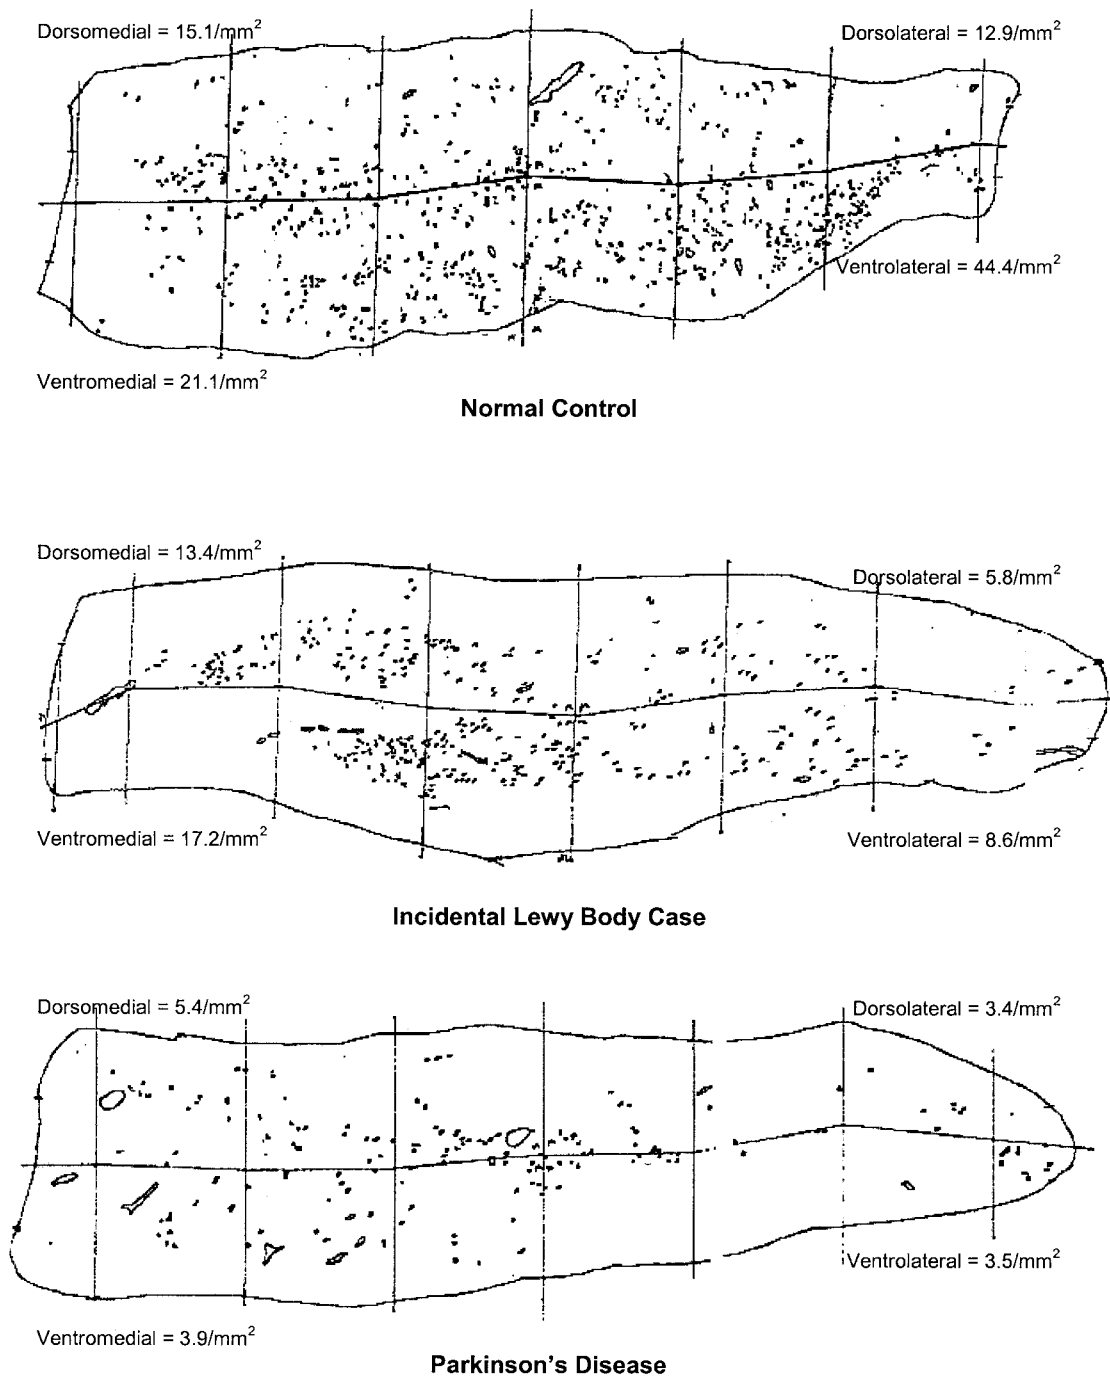 Dorsomedial = 15.1/mm²
Dorsolateral = 12.9/mm²
Ventrolateral = 44.4/mm²
Ventromedial = 21.1/mm²
Normal Control
Dorsomedial = 13.4/mm²
Dorsolateral = 5.8/mm²
Ventromedial = 17.2/mm²
Ventrolateral = 8.6/mm²
Incidental Lewy Body Case
Dorsomedial = 5.4/mm²
Dorsolateral = 3.4/mm²
Ventrolateral = 3.5/mm²
Ventromedial = 3.9/mm²
Parkinson’s Disease